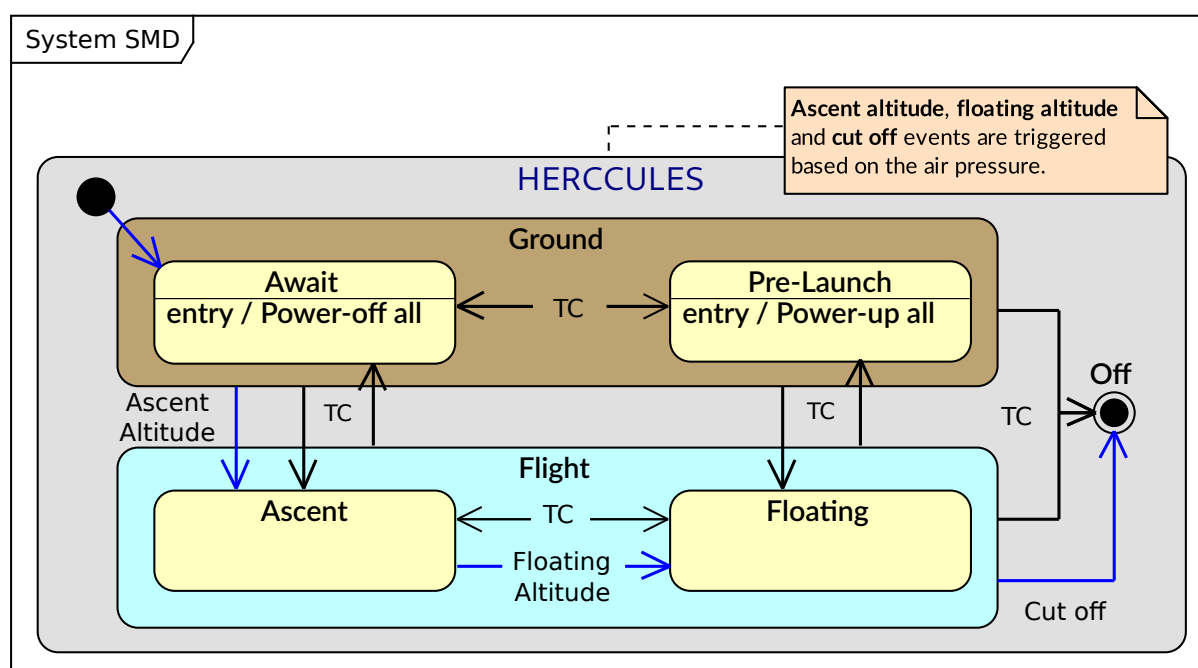 System SMD
Ascent altitude, floating altitude
and cut off events are triggered
based on the air pressure.
HERCCULES
Ground
Await
entry / Power-off all
TC
Pre-Launch
entry / Power-up all
Ascent
Altitude
TC
TC
TC
Off
Flight
Ascent
TC
Floating
Altitude
Floating
Cut off